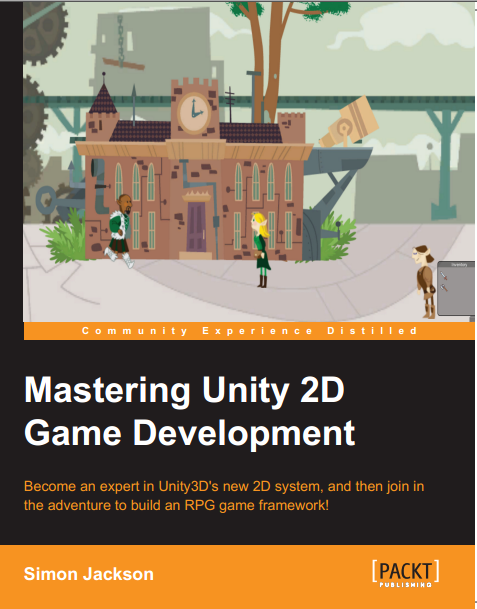 Community Experience Distilled
Mastering Unity 2D
Game Development
Become an expert in Unity3D's new 2D system, and then join in
the adventure to build an RPG game framework!
Simon Jackson
[PACKT]
PUBLISHING